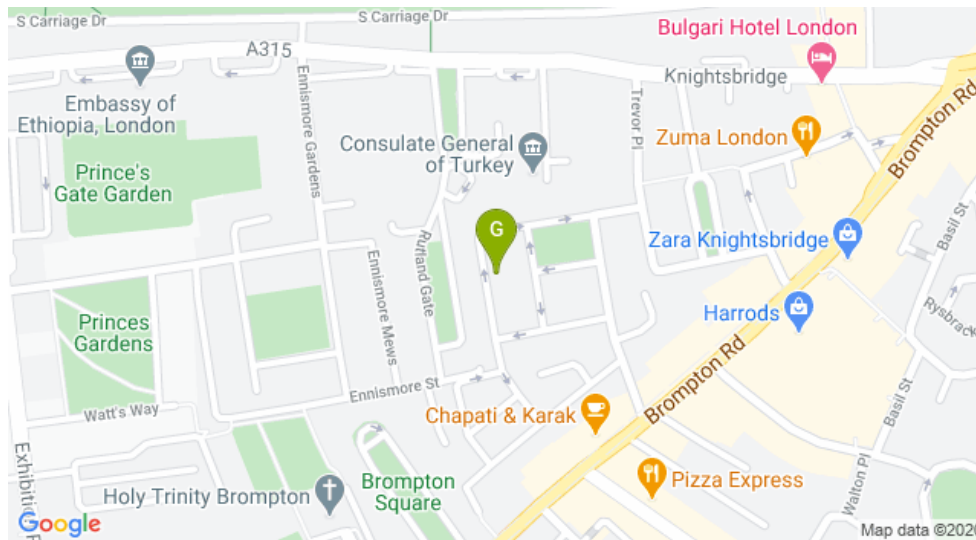 S Carriage Dr
S Carriage Dr
A315
Bulgari Hotel London
Knightsbridge
Embassy of
Ethiopia, London
Ennismore Gardens
Trevor Pl
Consulate General
of Turkey
Zuma London
Brompton Rd
Prince's
Gate Garden
G
Zara Knightsbridge
Basil St
Rutland Gate
Ennismore Mews
Harrods
Rysbrack
Princes
Gardens
Brompton Rd
Ennismore St
Basil St
Watt's Way
Chapati & Karak
Exhibition R
Brompton
Square
Pizza Express
Walton Pl
Holy Trinity Brompton
Google
Map data ©2020